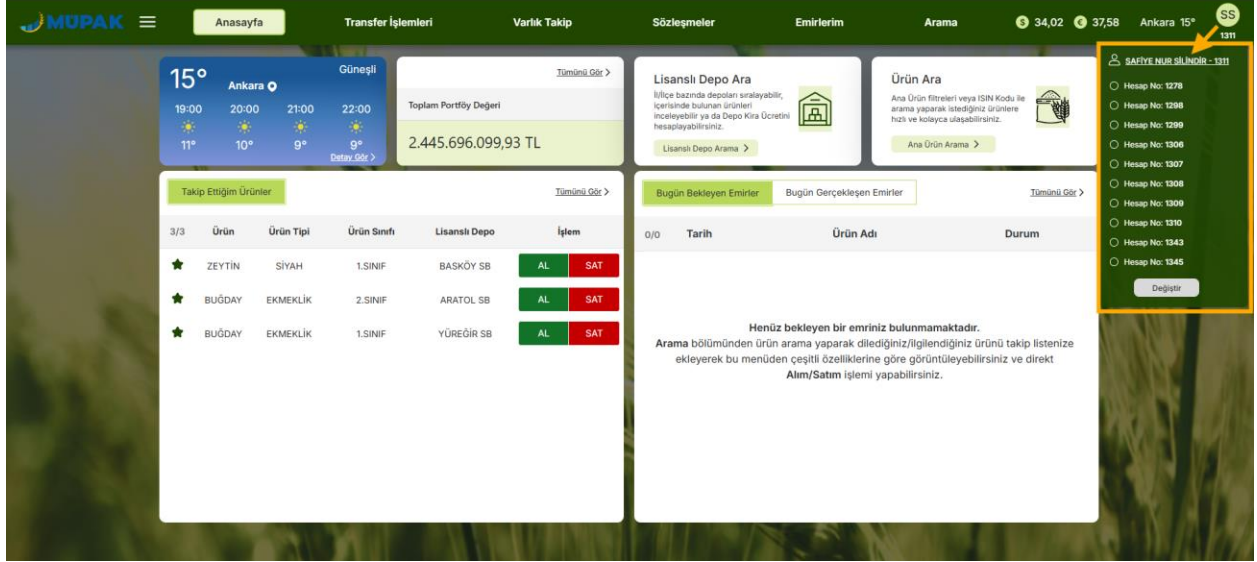 MÜPAK
Anasayfa
Transfer İşlemleri
Varlık Takip
Sözleşmeler
Emirlerim
Arama
$ 34,02 € 37,58 Ankara 15°
SS
1311
15° Ankara
Güneşli
19:00 20:00 21:00 22:00
11° 10° 9° 9°
Detay Gör >
Tümünü Gör >
Toplam Portföy Değeri
2.445.696.099,93 TL
Lisanslı Depo Ara
İl/İlçe bazında depoları sıralayabilir,
içerisinde bulunan ürünleri
inceleyebilir ya da Depo Kira Ücretini
hesaplayabilirsiniz.
Lisanslı Depo Arama >
Ürün Ara
Ana Ürün filtreleri veya ISIN Kodu ile
arama yaparak istediğiniz ürünlere
hızlı ve kolayca ulaşabilirsiniz.
Ana Ürün Arama >
SAFİYE NUR SİLİNDİR - 1311
Hesap No: 1278
Hesap No: 1298
Hesap No: 1299
Hesap No: 1306
Hesap No: 1307
Hesap No: 1308
Hesap No: 1309
Hesap No: 1310
Hesap No: 1343
Hesap No: 1345
Değiştir
Takip Ettiğim Ürünler
Tümünü Gör >
3/3 Ürün Ürün Tipi Ürün Sınıfı Lisanslı Depo İşlem
ZEYTİN SİYAH 1.SINIF BASKÖY SB AL SAT
BUĞDAY EKMEKLİK 2.SINIF ARATOL SB AL SAT
BUĞDAY EKMEKLİK 1.SINIF YÜREĞİR SB AL SAT
Bugün Bekleyen Emirler
Bugün Gerçekleşen Emirler
Tümünü Gör >
0/0 Tarih Ürün Adı Durum
Henüz bekleyen bir emriniz bulunmamaktadır.
Arama bölümünden ürün arama yaparak dilediğiniz/ilgilendiğiniz ürünü takip listenize
ekleyerek bu menüden çeşitli özelliklerine göre görüntüleyebilirsiniz ve direkt
Alım/Satım işlemi yapabilirsiniz.